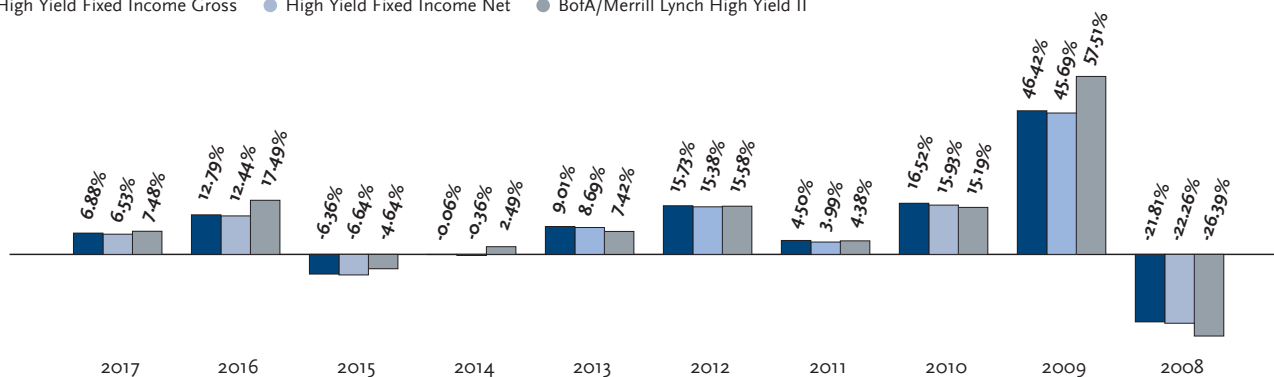 High Yield Fixed Income Gross High Yield Fixed Income Net BofA/Merrill Lynch High Yield II
6.88% 6.53% 7.48% 12.79% 12.44% 17.49% -6.36% -6.64% -4.64% -0.06% -0.36% 2.49% 9.01% 8.69% 7.42% 15.73% 15.38% 15.58% 4.50% 3.99% 4.38% 16.52% 15.93% 15.19% 46.42% 45.69% 57.51% -21.81% -22.26% -26.39%
2017 2016 2015 2014 2013 2012 2011 2010 2009 2008